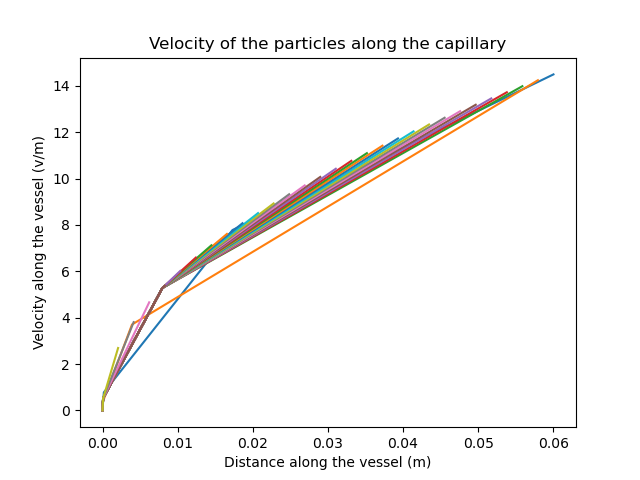 Velocity of the particles along the capillary
Velocity along the vessel (v/m)
14
12
10
8
6
4
2
0
0.00 0.01 0.02 0.03 0.04 0.05 0.06
Distance along the vessel (m)